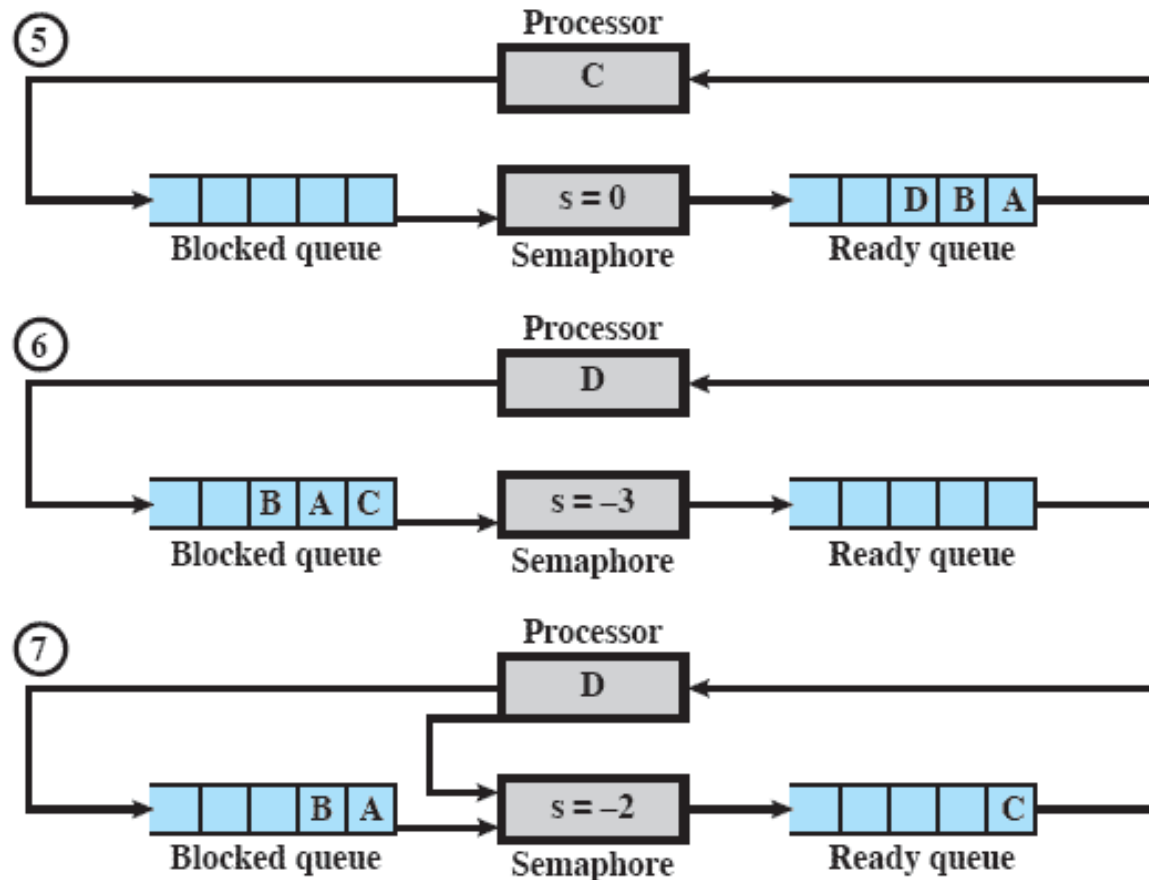 5
Processor
C
s = 0
D B A
Blocked queue
Semaphore
Ready queue
6
Processor
D
B A C
s = –3
Blocked queue
Semaphore
Ready queue
7
Processor
D
B A
s = –2
C
Blocked queue
Semaphore
Ready queue